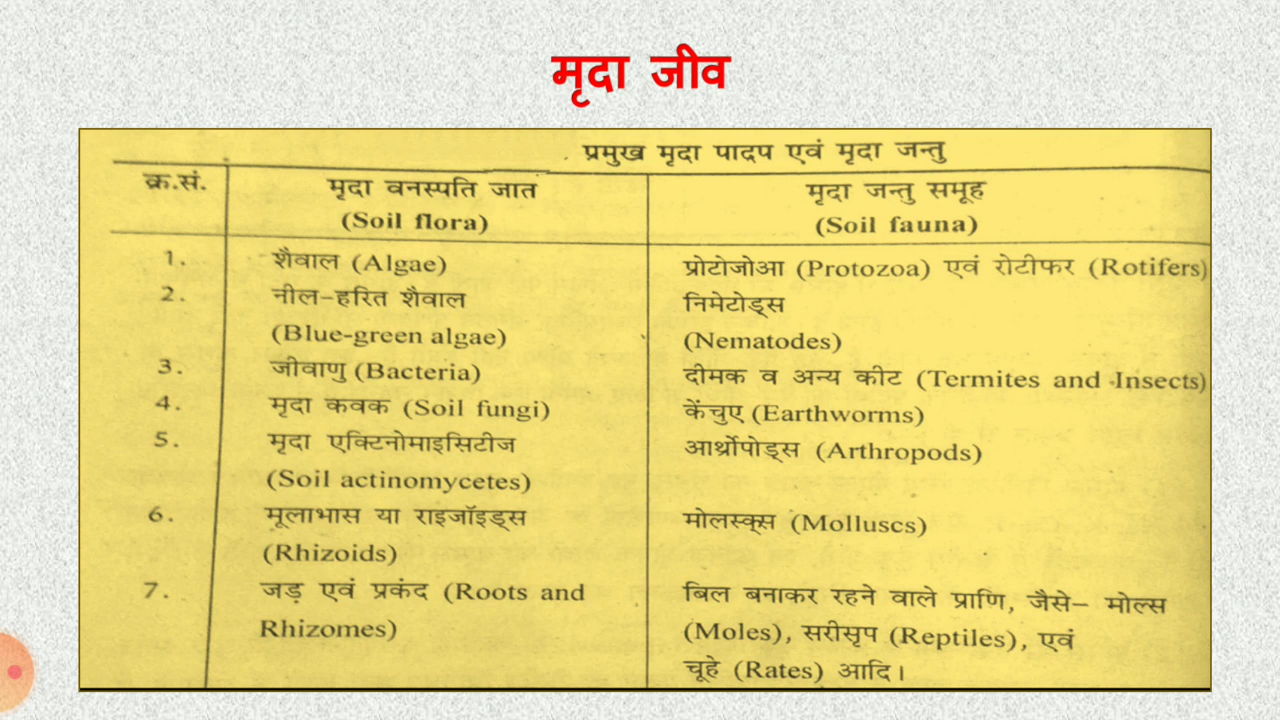 मृदा जीव
प्रमुख मृदा पादप एवं मृदा जन्तु
क्र.सं. मृदा वनस्पति जात मृदा जन्तु समूह
(Soil flora) (Soil fauna)
1. शैवाल (Algae) प्रोटोजोआ (Protozoa) एवं रोटीफर (Rotifers)
2. नील-हरित शैवाल निमेटोड्स
(Blue-green algae) (Nematodes)
3. जीवाणु (Bacteria) दीमक व अन्य कीट (Termites and Insects)
4. मृदा कवक (Soil fungi) केंचुए (Earthworms)
5. मृदा एक्टिनोमाइसिटीज आर्थ्रोपोड्स (Arthropods)
(Soil actinomycetes)
6. मूलाभास या राइजॉइड्स मोलस्क्स (Molluscs)
(Rhizoids)
7. जड़ एवं प्रकंद (Roots and बिल बनाकर रहने वाले प्राणि, जैसे– मोल्स
Rhizomes) (Moles), सरीसृप (Reptiles), एवं
चूहे (Rates) आदि।